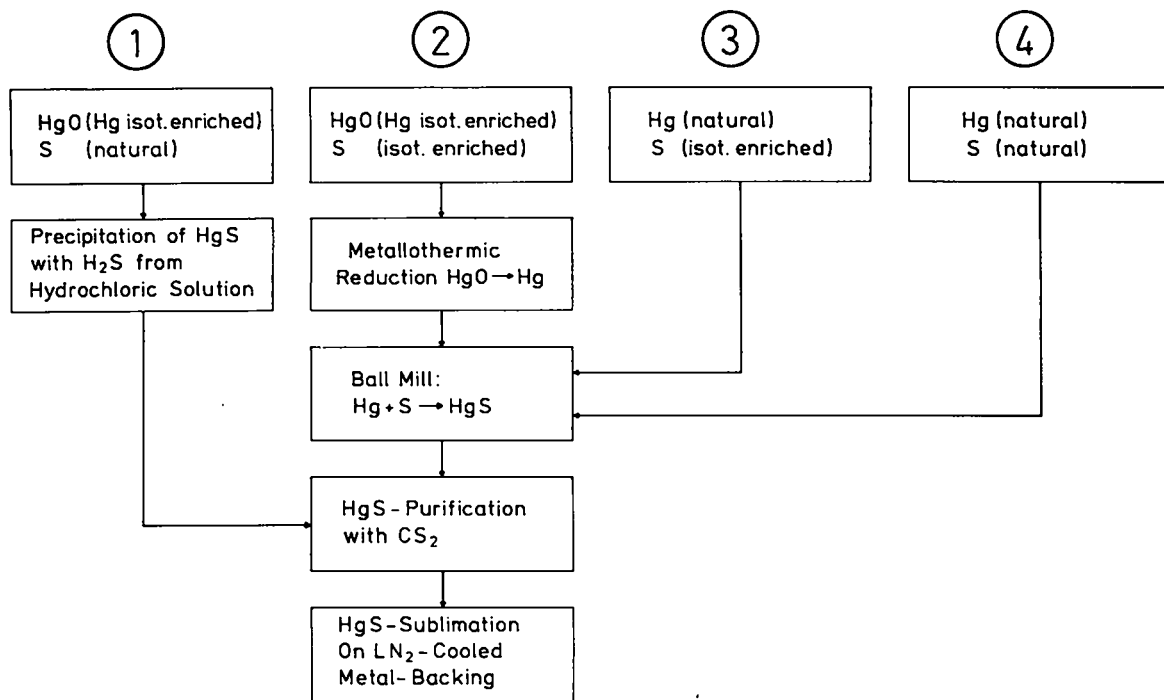 1
2
3
4
HgO (Hg isot. enriched)
S (natural)
HgO (Hg isot. enriched)
S (isot. enriched)
Hg (natural)
S (isot. enriched)
Hg (natural)
S (natural)
Precipitation of HgS
with H₂S from
Hydrochloric Solution
Metallothermic
Reduction HgO → Hg
Ball Mill:
Hg + S → HgS
HgS-Purification
with CS₂
HgS-Sublimation
On LN₂-Cooled
Metal-Backing